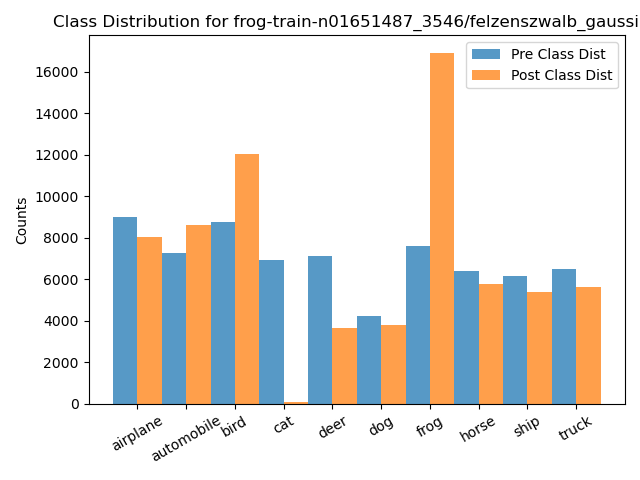 Class Distribution for frog-train-n01651487_3546/felzenszwalb_gaussi
Pre Class Dist
Post Class Dist
Counts
16000
14000
12000
10000
8000
6000
4000
2000
0
airplane
automobile
bird
cat
deer
dog
frog
horse
ship
truck